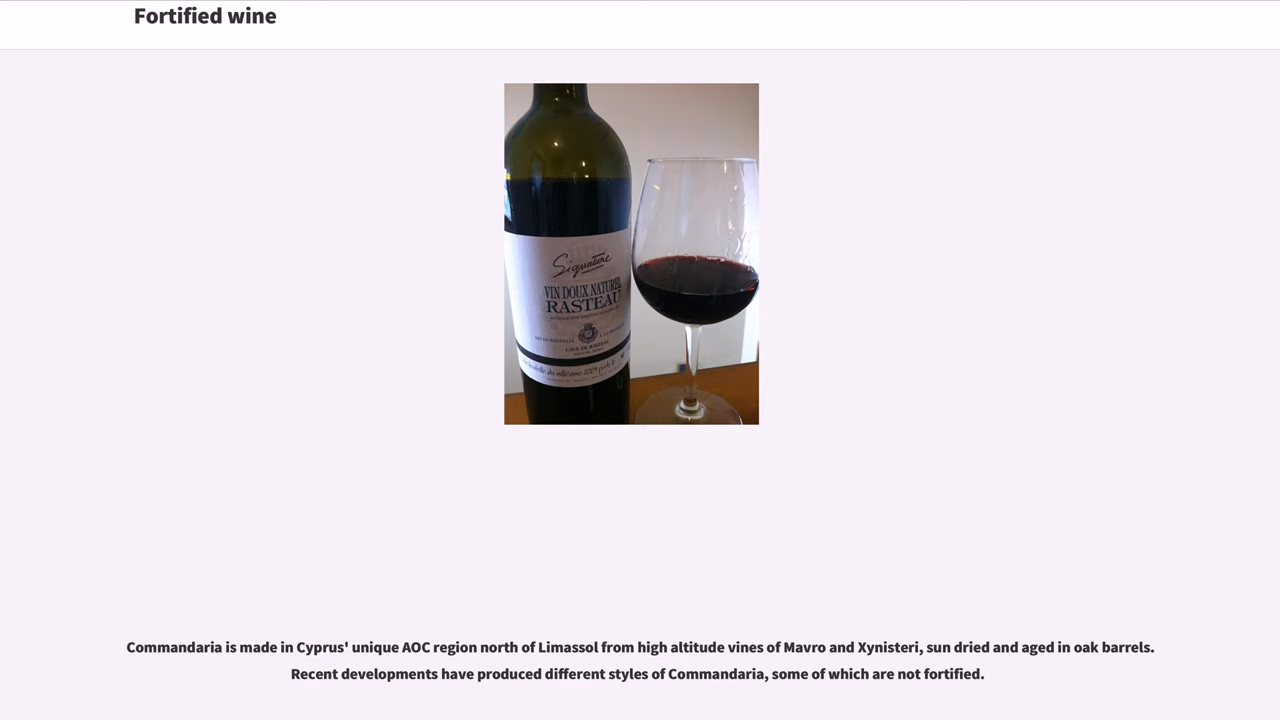 Fortified wine
Signature
VIN DOUX NATUREL
RASTEAU
CAVE DE RASTEAU
Commandaria is made in Cyprus' unique AOC region north of Limassol from high altitude vines of Mavro and Xynisteri, sun dried and aged in oak barrels.
Recent developments have produced different styles of Commandaria, some of which are not fortified.